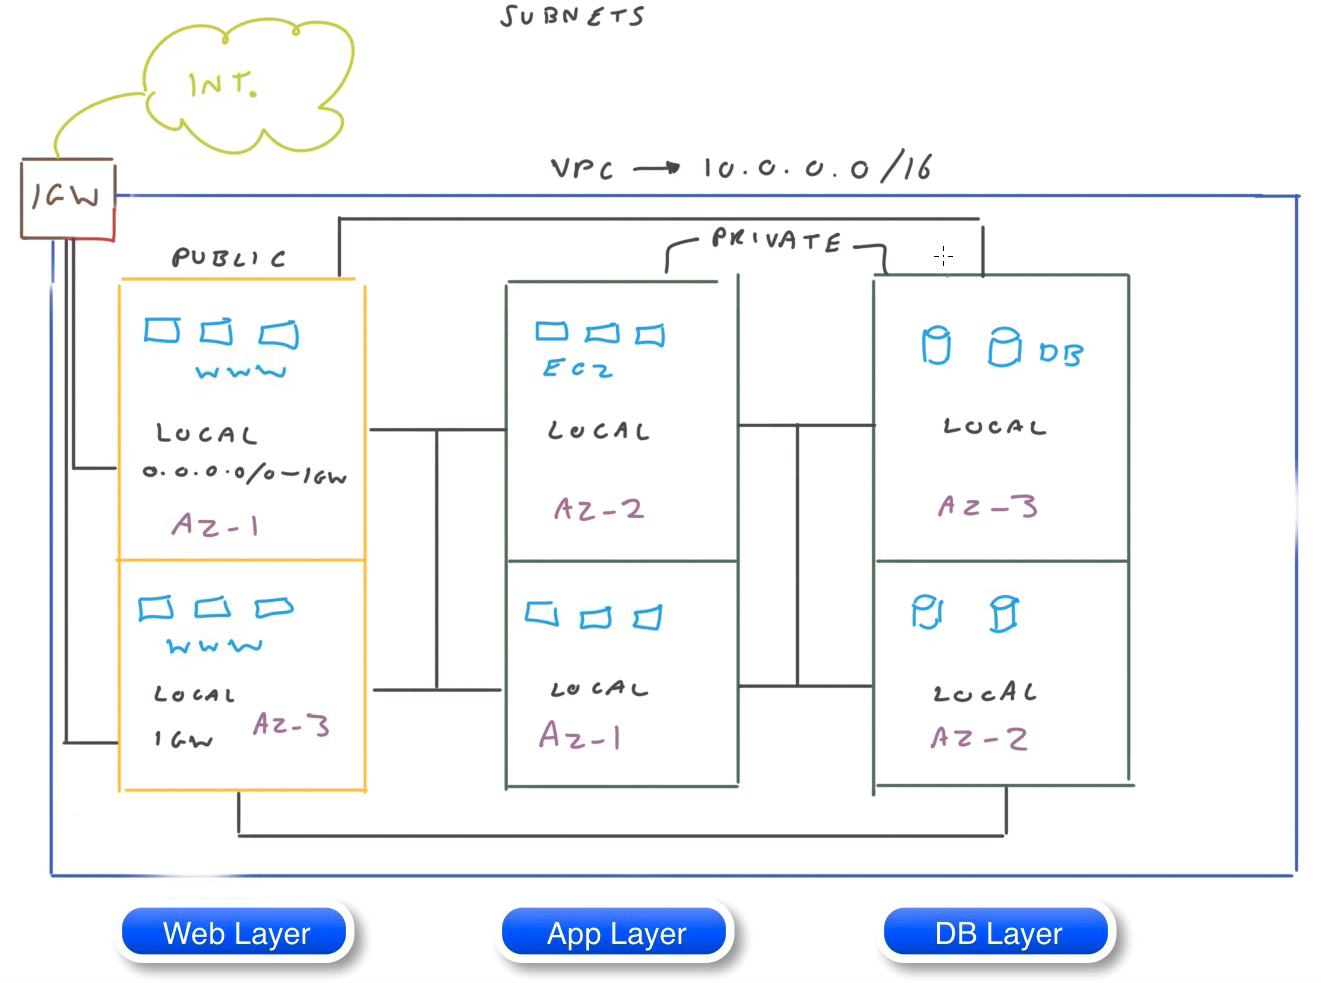 SUBNETS
INT.
IGW
VPC → 10.0.0.0/16
PUBLIC
PRIVATE
WWW
LOCAL
0.0.0.0/0-IGW
AZ-1
WWW
LOCAL
IGW
AZ-3
EC2
LOCAL
AZ-2
LOCAL
AZ-1
DB
LOCAL
AZ-3
LOCAL
AZ-2
Web Layer
App Layer
DB Layer